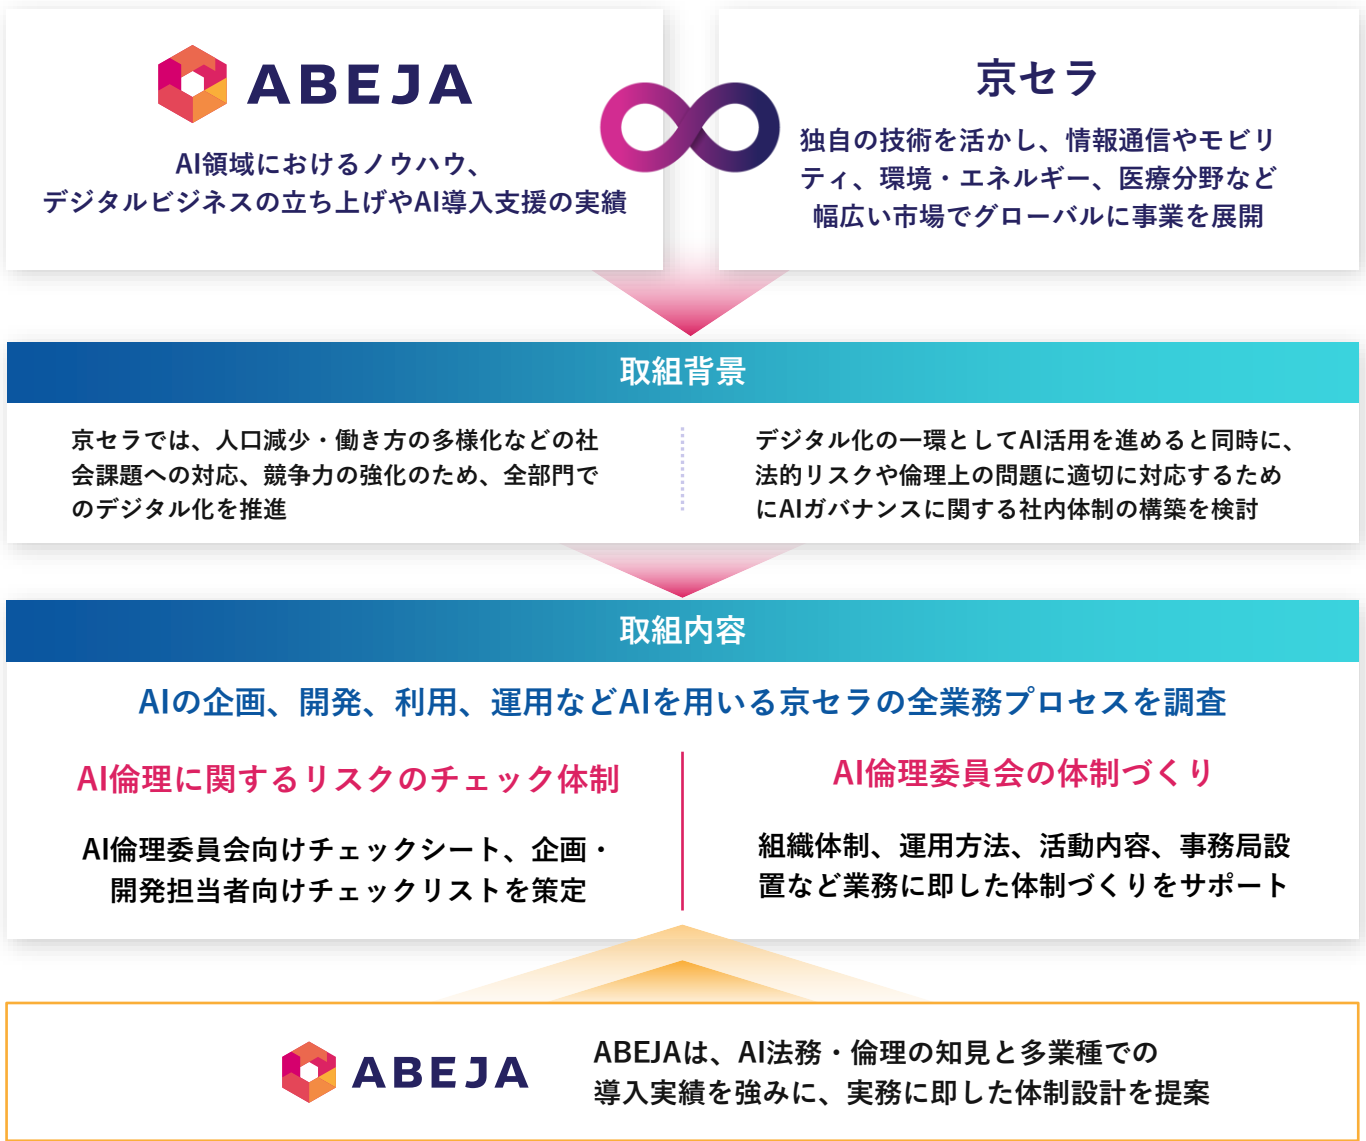 ABEJA
AI領域におけるノウハウ、
デジタルビジネスの立ち上げやAI導入支援の実績
京セラ
独自の技術を活かし、情報通信やモビリ
ティ、環境・エネルギー、医療分野など
幅広い市場でグローバルに事業を展開
取組背景
京セラでは、人口減少・働き方の多様化などの社
会課題への対応、競争力の強化のため、全部門で
のデジタル化を推進
デジタル化の一環としてAI活用を進めると同時に、
法的リスクや倫理上の問題に適切に対応するため
にAIガバナンスに関する社内体制の構築を検討
取組内容
AIの企画、開発、利用、運用などAIを用いる京セラの全業務プロセスを調査
AI倫理に関するリスクのチェック体制
AI倫理委員会向けチェックシート、企画・
開発担当者向けチェックリストを策定
AI倫理委員会の体制づくり
組織体制、運用方法、活動内容、事務局設
置など業務に即した体制づくりをサポート
ABEJA
ABEJAは、AI法務・倫理の知見と多業種での
導入実績を強みに、実務に即した体制設計を提案